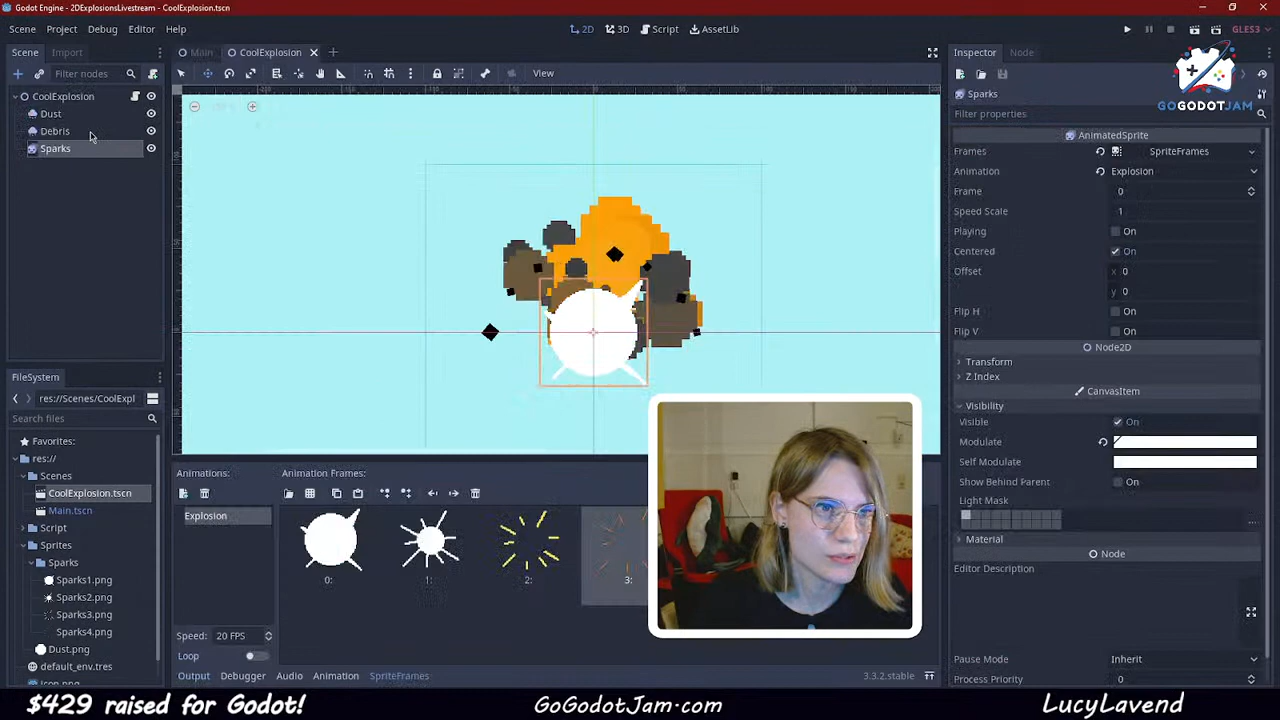 Godot Engine - 2DExplosionsLivestream - CoolExplosion.tscn
Scene Project Debug Editor Help
2D 3D Script AssetLib
GLES3
Scene Import
Main CoolExplosion
Inspector Node
Filter nodes
View
GOGODOTJAM
CoolExplosion
Dust
Debris
Sparks
Sparks
Filter properties
AnimatedSprite
Frames SpriteFrames
Animation Explosion
Frame 0
Speed Scale 1
Playing On
Centered On
Offset x 0
y 0
Flip H On
Flip V On
Node2D
Transform
Z Index
CanvasItem
Visibility
Visible On
Modulate
Self Modulate
Show Behind Parent On
Light Mask
Material
Node
Editor Description
Pause Mode Inherit
Process Priority 0
FileSystem
res://Scenes/CoolExpl
Search files
Favorites:
res://
Scenes
CoolExplosion.tscn
Main.tscn
Script
Sprites
Sparks
Sparks1.png
Sparks2.png
Sparks3.png
Sparks4.png
Dust.png
default_env.tres
Animations: Animation Frames:
Explosion
0: 1: 2: 3:
Speed: 20 FPS
Loop
Output Debugger Audio Animation SpriteFrames
3.3.2.stable
$429 raised for Godot! GoGodotJam.com LucyLavend